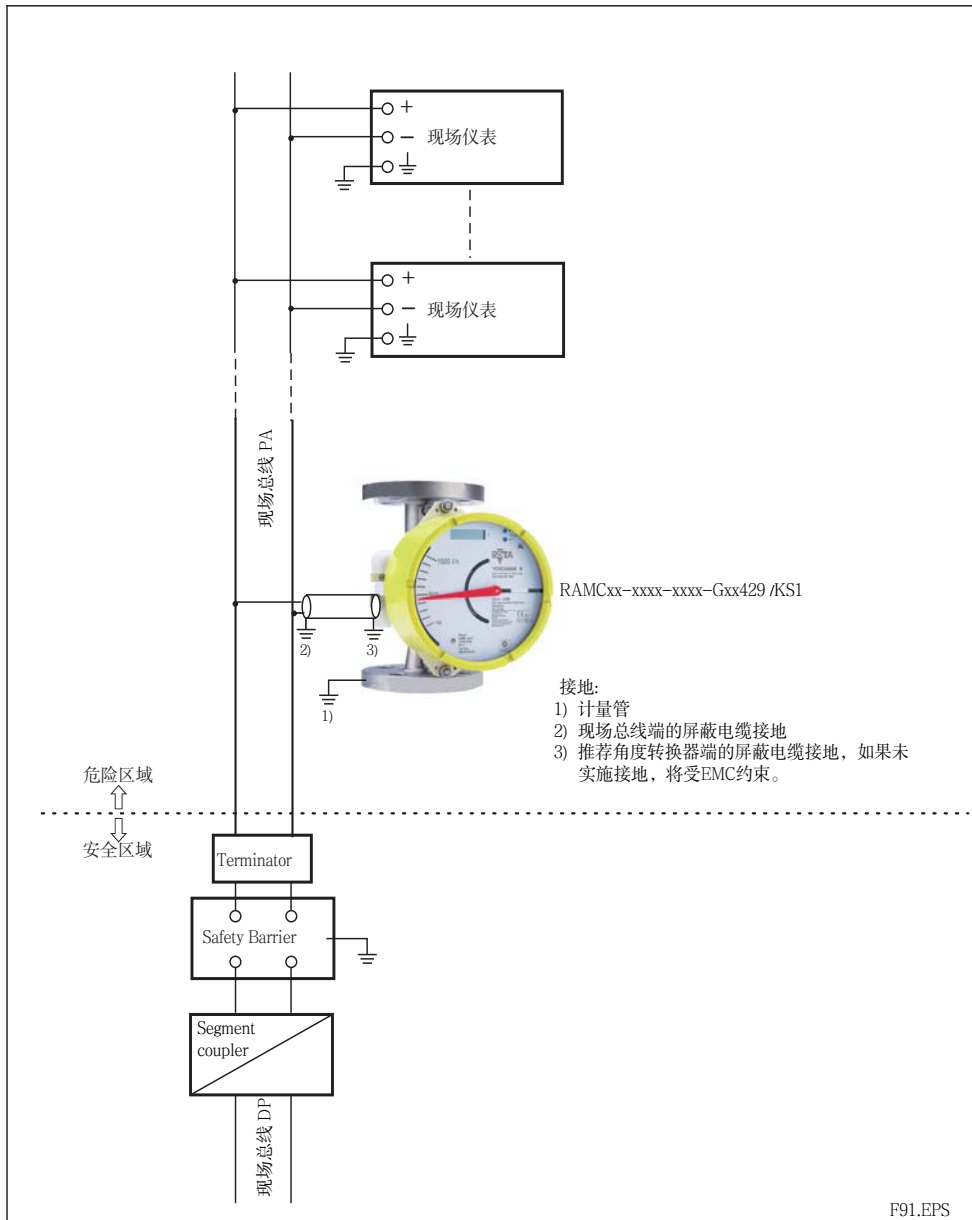 +
−
现场仪表
+
−
现场仪表
现场总线 PA
1000 l/h
ROTA
YOKOGAWA
RAMCxx-xxxx-xxxx-Gxx429 /KS1
2)
3)
1)
接地:
1) 计量管
2) 现场总线端的屏蔽电缆接地
3) 推荐角度转换器端的屏蔽电缆接地，如果未
实施接地，将受EMC约束。
危险区域
安全区域
Terminator
Safety Barrier
Segment
coupler
现场总线 DP
F91.EPS